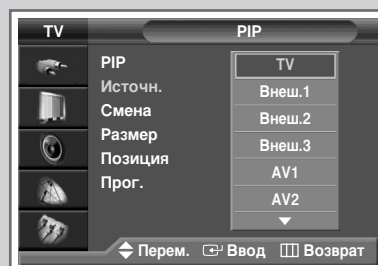 TV PIP
PIP
Источн.
Смена
Размер
Позиция
Прог.
TV
Внеш.1
Внеш.2
Внеш.3
AV1
AV2
Перем. Ввод Возврат